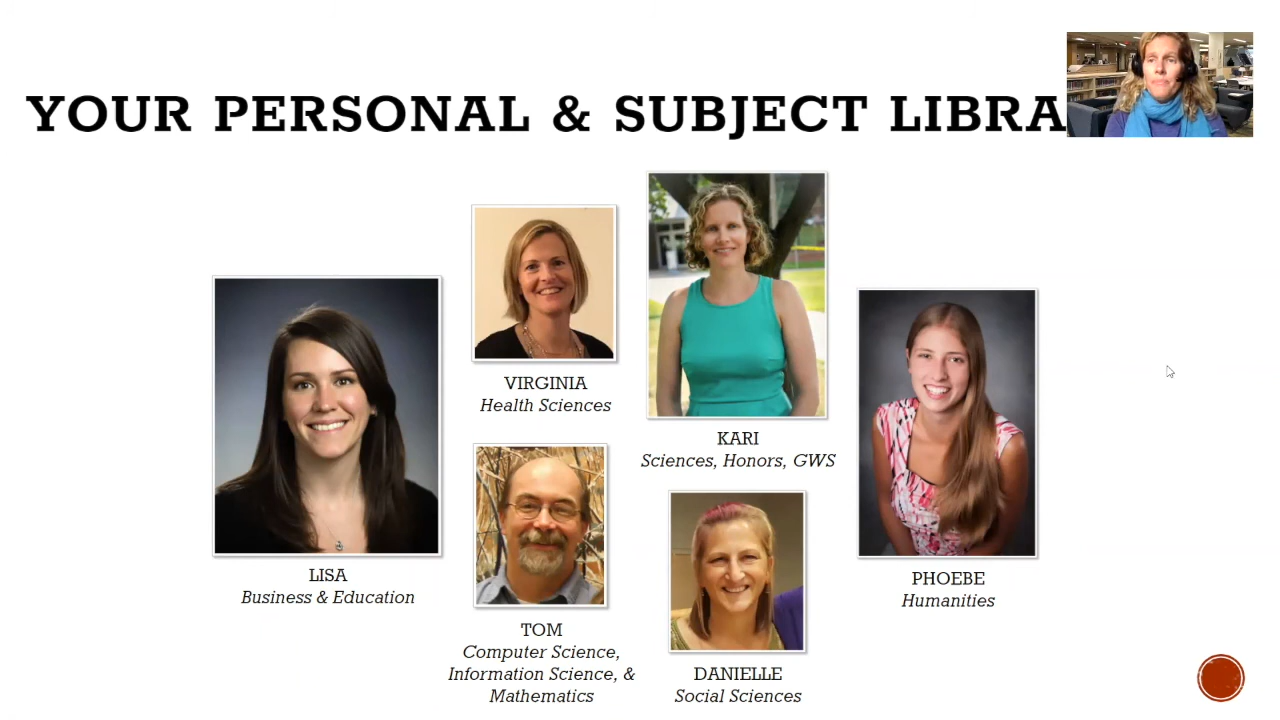 YOUR PERSONAL & SUBJECT LIBRA
VIRGINIA
Health Sciences
KARI
Sciences, Honors, GWS
LISA
Business & Education
PHOEBE
Humanities
TOM
Computer Science,
Information Science, &
Mathematics
DANIELLE
Social Sciences